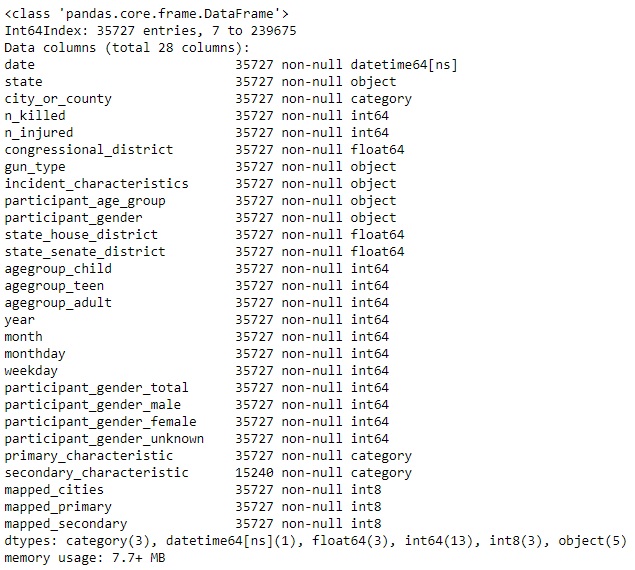 <class 'pandas.core.frame.DataFrame'>
Int64Index: 35727 entries, 7 to 239675
Data columns (total 28 columns):
date                        35727 non-null datetime64[ns]
state                       35727 non-null object
city_or_county              35727 non-null category
n_killed                    35727 non-null int64
n_injured                   35727 non-null int64
congressional_district      35727 non-null float64
gun_type                    35727 non-null object
incident_characteristics    35727 non-null object
participant_age_group       35727 non-null object
participant_gender          35727 non-null object
state_house_district        35727 non-null float64
state_senate_district       35727 non-null float64
agegroup_child              35727 non-null int64
agegroup_teen               35727 non-null int64
agegroup_adult              35727 non-null int64
year                        35727 non-null int64
month                       35727 non-null int64
monthday                    35727 non-null int64
weekday                     35727 non-null int64
participant_gender_total    35727 non-null int64
participant_gender_male     35727 non-null int64
participant_gender_female   35727 non-null int64
participant_gender_unknown  35727 non-null int64
primary_characteristic      35727 non-null category
secondary_characteristic    15240 non-null category
mapped_cities               35727 non-null int8
mapped_primary              35727 non-null int8
mapped_secondary            35727 non-null int8
dtypes: category(3), datetime64[ns](1), float64(3), int64(13), int8(3), object(5)
memory usage: 7.7+ MB